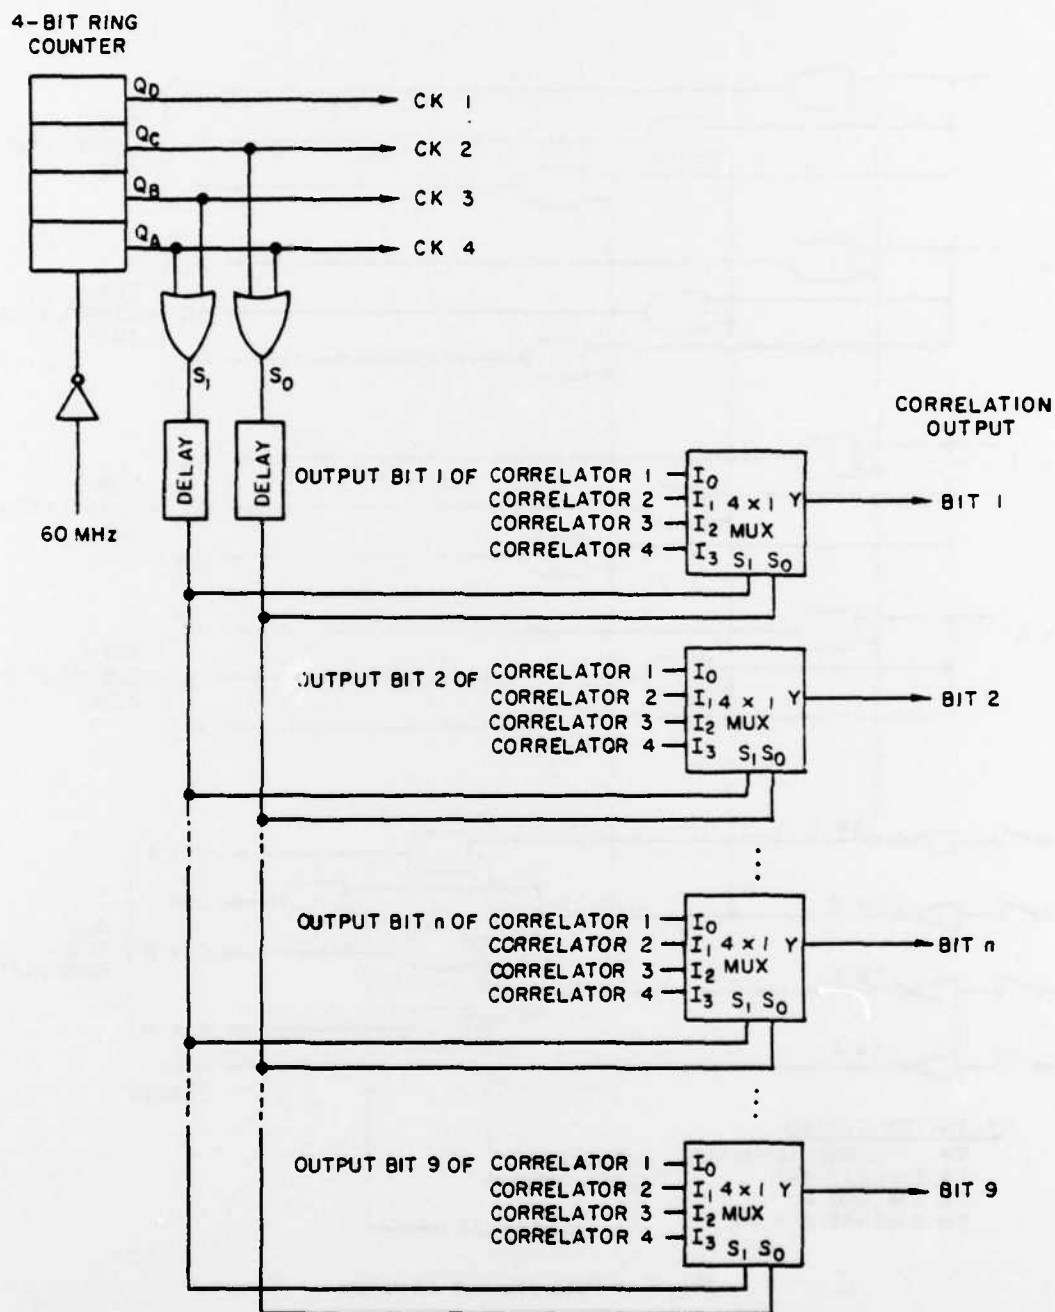 4-BIT RING
COUNTER
QD
CK 1
QC
CK 2
QB
CK 3
QA
CK 4
S1
S0
DELAY
DELAY
60 MHz
CORRELATION
OUTPUT
OUTPUT BIT 1 OF CORRELATOR 1
CORRELATOR 2
CORRELATOR 3
CORRELATOR 4
I0
I1 4 x 1 Y
I2 MUX
I3 S1 S0
BIT 1
OUTPUT BIT 2 OF CORRELATOR 1
CORRELATOR 2
CORRELATOR 3
CORRELATOR 4
I0
I1 4 x 1 Y
I2 MUX
I3 S1 S0
BIT 2
OUTPUT BIT n OF CORRELATOR 1
CORRELATOR 2
CORRELATOR 3
CORRELATOR 4
I0
I1 4 x 1 Y
I2 MUX
I3 S1 S0
BIT n
OUTPUT BIT 9 OF CORRELATOR 1
CORRELATOR 2
CORRELATOR 3
CORRELATOR 4
I0
I1 4 x 1 Y
I2 MUX
I3 S1 S0
BIT 9